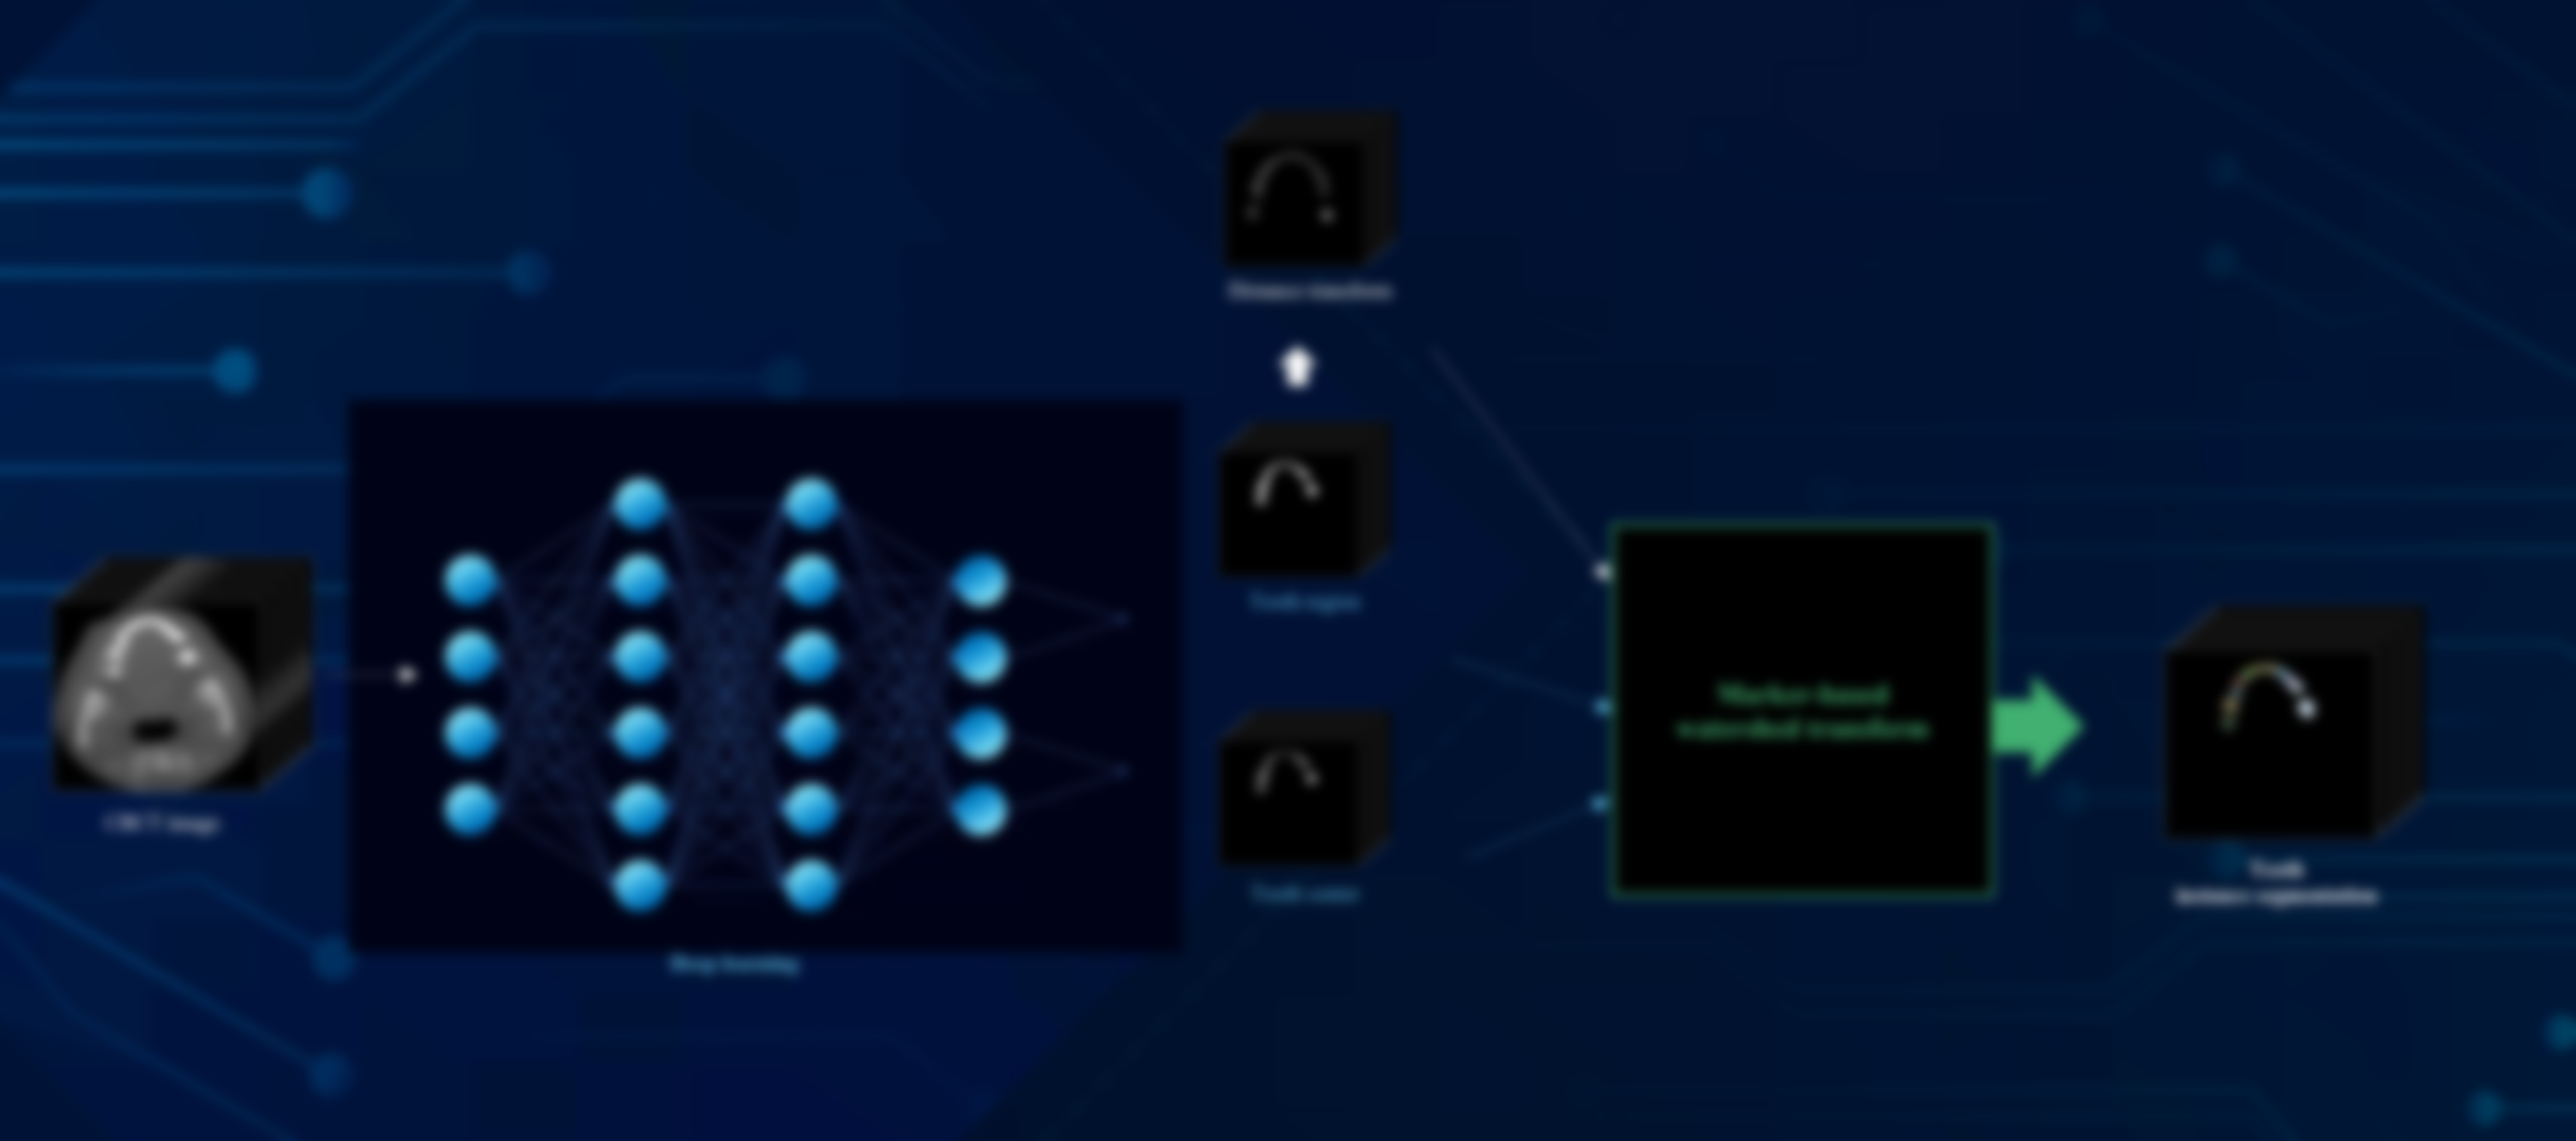 Distance transform
Tooth region
CBCT image
Tooth center
Deep learning
Marker-based
watershed transform
Tooth
instance segmentation